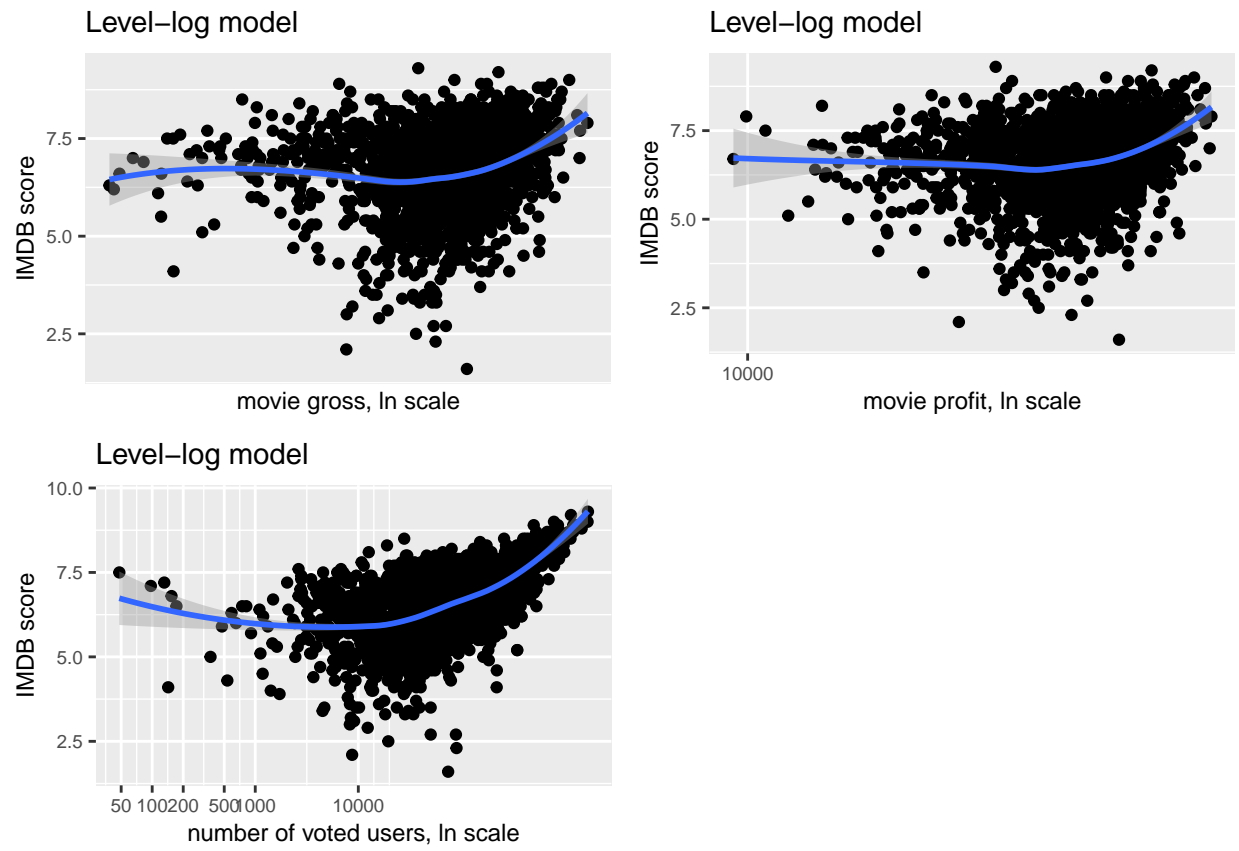 Level−log model
7.5
5.0
2.5
IMDB score
movie gross, ln scale
Level−log model
7.5
5.0
2.5
IMDB score
10000
movie profit, ln scale
Level−log model
10.0
7.5
5.0
2.5
IMDB score
50 100 200 500 1000 10000
number of voted users, ln scale